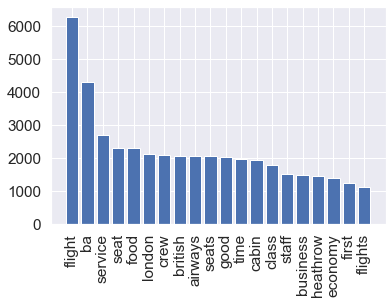 6000
5000
4000
3000
2000
1000
0
flight
ba
service
seat
food
london
crew
british
airways
seats
good
time
cabin
class
staff
business
heathrow
economy
first
flights